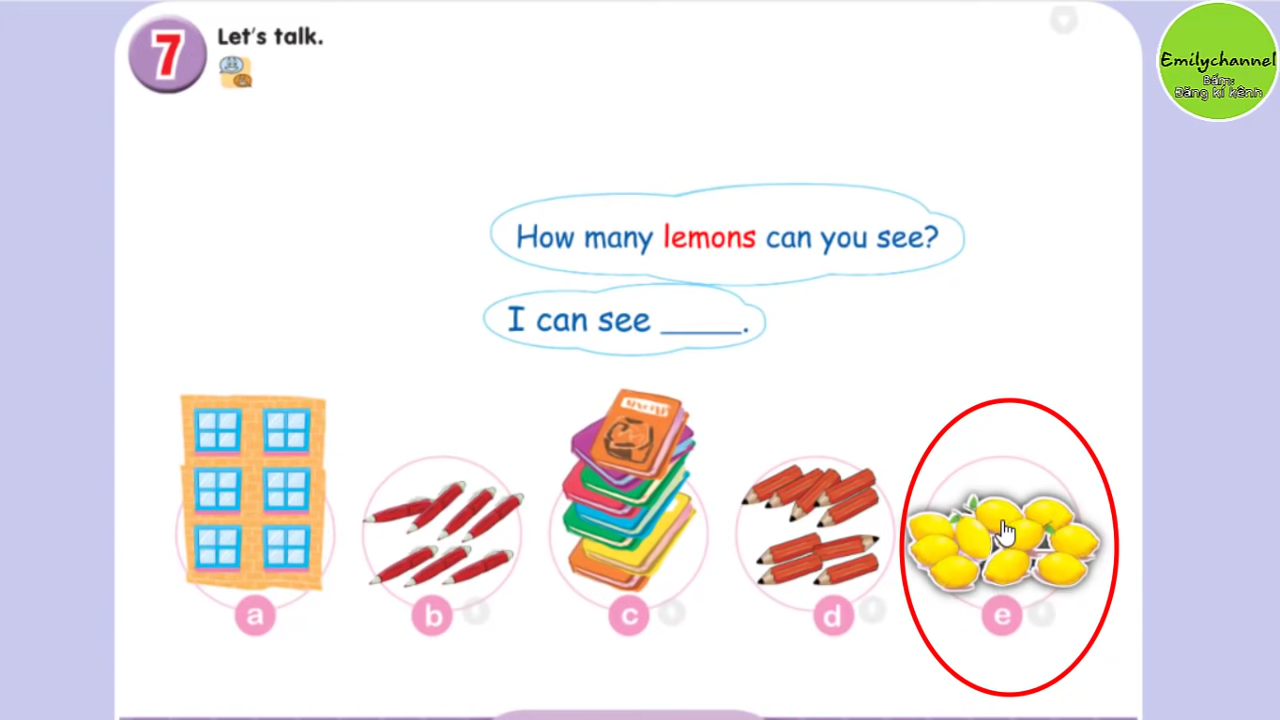 7
Let's talk.
Emilychannel
Bấm:
Đăng kí kênh
How many lemons can you see?
I can see _____.
a
b
c
d
e